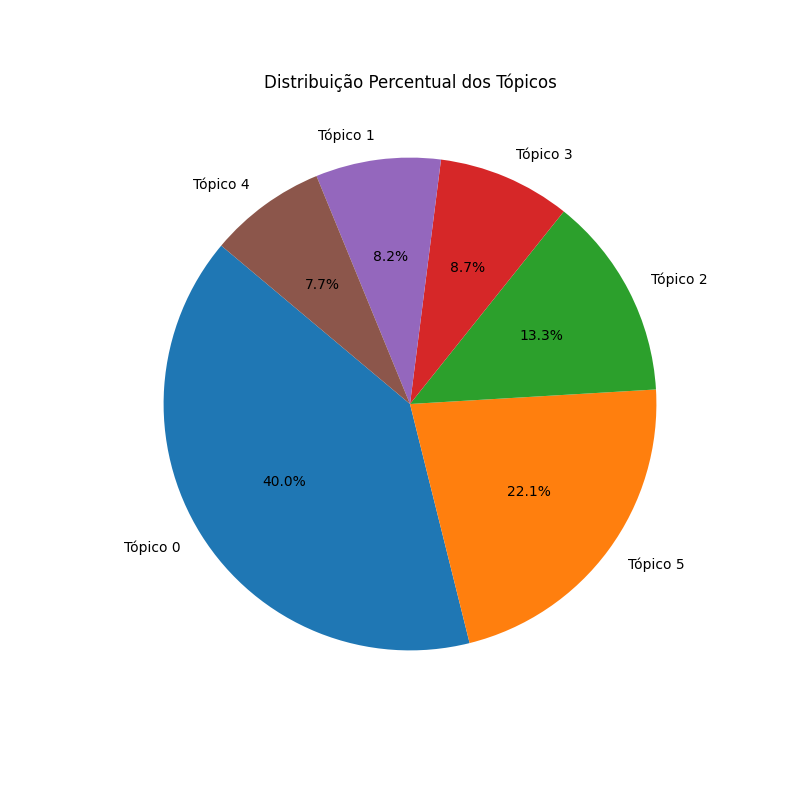 Distribuição Percentual dos Tópicos
Tópico 1
Tópico 3
Tópico 4
8.2%
8.7%
7.7%
Tópico 2
13.3%
40.0%
22.1%
Tópico 0
Tópico 5